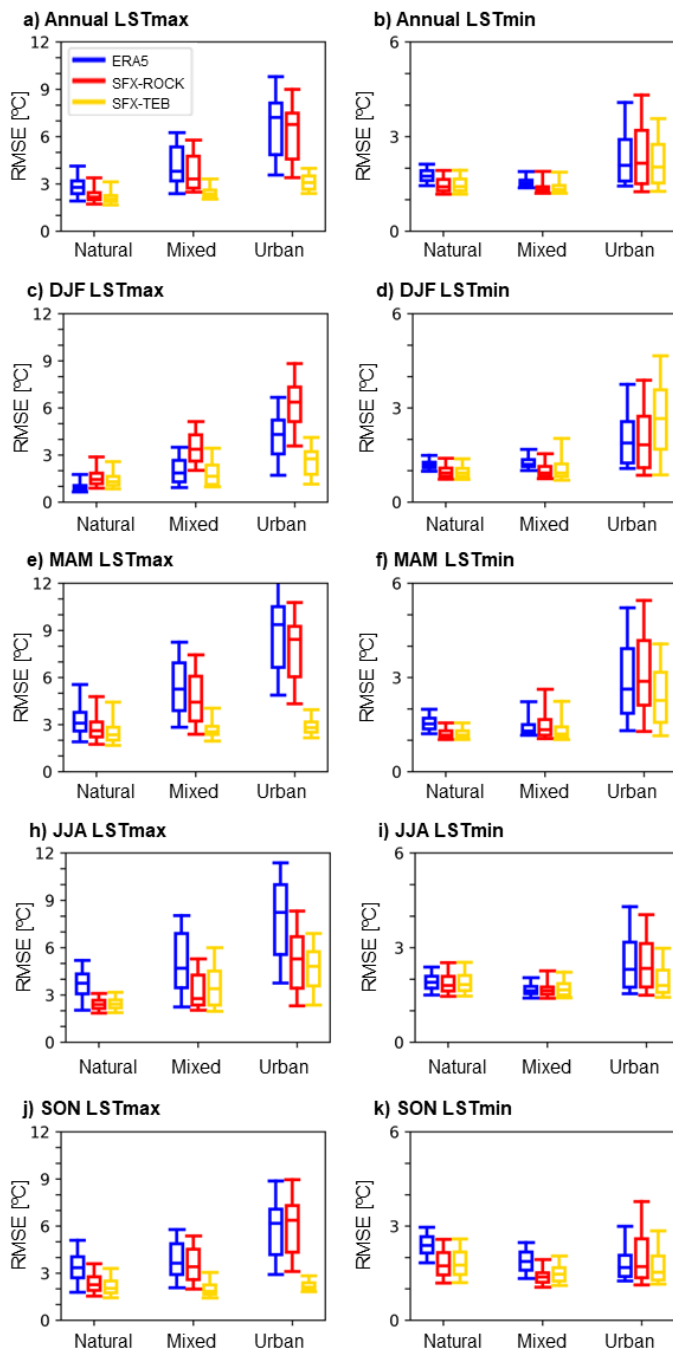 a) Annual LSTmax
b) Annual LSTmin
12
9
6
3
0
RMSE [ºC]
ERA5
SFX-ROCK
SFX-TEB
Natural Mixed Urban
6
3
0
RMSE [ºC]
Natural Mixed Urban
c) DJF LSTmax
d) DJF LSTmin
12
9
6
3
0
RMSE [ºC]
Natural Mixed Urban
6
3
0
RMSE [ºC]
Natural Mixed Urban
e) MAM LSTmax
f) MAM LSTmin
12
9
6
3
0
RMSE [ºC]
Natural Mixed Urban
6
3
0
RMSE [ºC]
Natural Mixed Urban
h) JJA LSTmax
i) JJA LSTmin
12
9
6
3
0
RMSE [ºC]
Natural Mixed Urban
6
3
0
RMSE [ºC]
Natural Mixed Urban
j) SON LSTmax
k) SON LSTmin
12
9
6
3
0
RMSE [ºC]
Natural Mixed Urban
6
3
0
RMSE [ºC]
Natural Mixed Urban